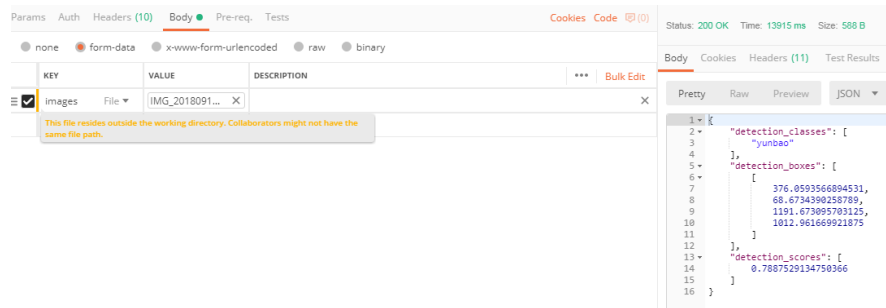 Params Auth Headers (10) Body Pre-req. Tests Cookies Code (0)
none form-data x-www-form-urlencoded raw binary
KEY VALUE DESCRIPTION ••• Bulk Edit
images File ▼ IMG_2018091... X X
This file resides outside the working directory. Collaborators might not have the
same file path.
Status: 200 OK Time: 13915 ms Size: 588 B
Body Cookies Headers (11) Test Results
Pretty Raw Preview JSON ▼
1 {
2 "detection_classes": [
3 "yunbao"
4 ],
5 "detection_boxes": [
6 [
7 376.0593566894531,
8 68.6734390258789,
9 1191.673095703125,
10 1012.961669921875
11 ]
12 ],
13 "detection_scores": [
14 0.7887529134750366
15 ]
16 }